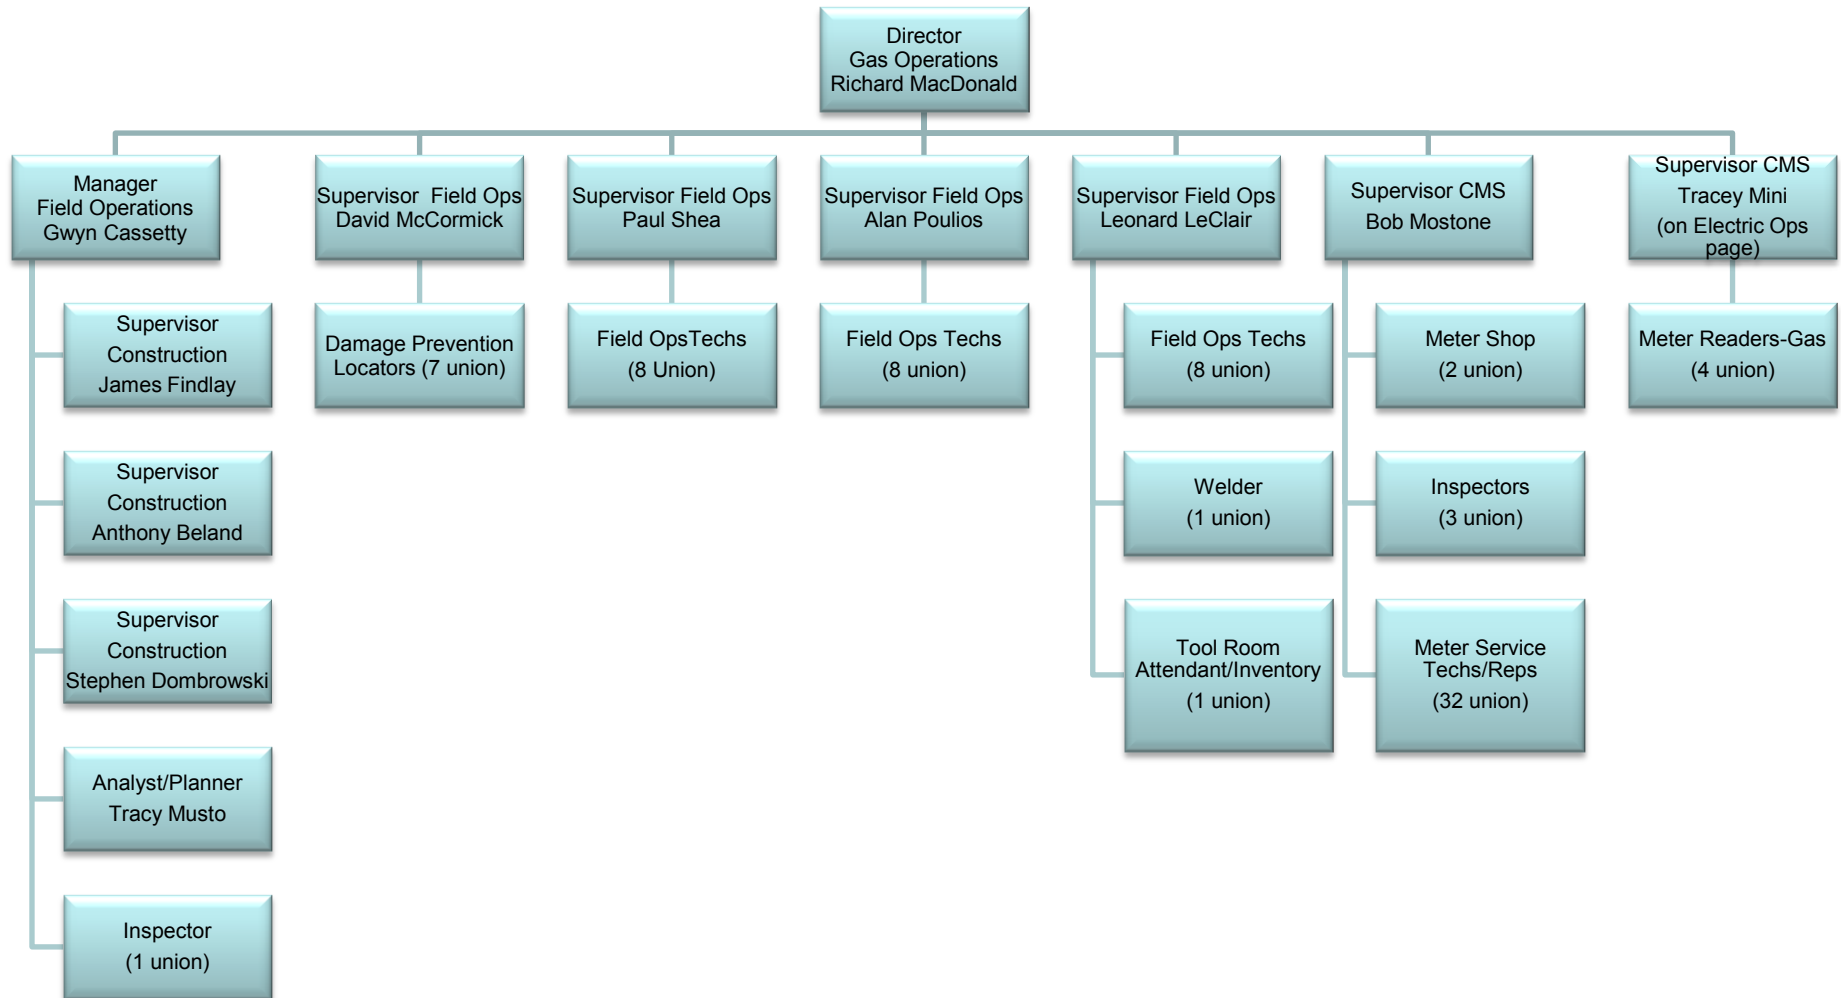 Director
Gas Operations
Richard MacDonald
Manager
Field Operations
Gwyn Cassetty
Supervisor  Field Ops
David McCormick
Supervisor Field Ops
Paul Shea
Supervisor Field Ops
Alan Poulios
Supervisor Field Ops
Leonard LeClair
Supervisor CMS
Bob Mostone
Supervisor CMS
Tracey Mini
(on Electric Ops
page)
Supervisor
Construction
James Findlay
Damage Prevention
Locators (7 union)
Field OpsTechs
(8 Union)
Field Ops Techs
(8 union)
Field Ops Techs
(8 union)
Meter Shop
(2 union)
Meter Readers-Gas
(4 union)
Supervisor
Construction
Anthony Beland
Welder
(1 union)
Inspectors
(3 union)
Supervisor
Construction
Stephen Dombrowski
Tool Room
Attendant/Inventory
(1 union)
Meter Service
Techs/Reps
(32 union)
Analyst/Planner
Tracy Musto
Inspector
(1 union)